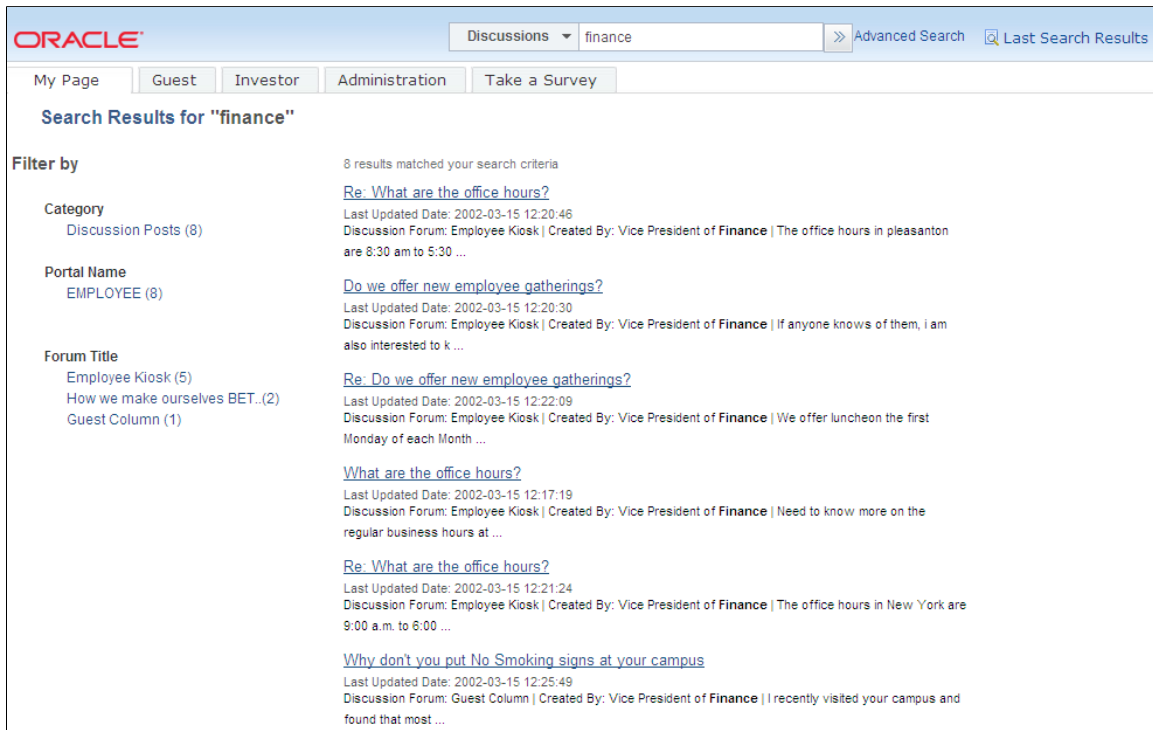 ORACLE
Discussions finance Advanced Search Last Search Results
My Page Guest Investor Administration Take a Survey
Search Results for "finance"
Filter by
Category
Discussion Posts (8)
Portal Name
EMPLOYEE (8)
Forum Title
Employee Kiosk (5)
How we make ourselves BET..(2)
Guest Column (1)
8 results matched your search criteria
Re: What are the office hours?
Last Updated Date: 2002-03-15 12:20:46
Discussion Forum: Employee Kiosk | Created By: Vice President of Finance | The office hours in pleasanton
are 8:30 am to 5:30 ...
Do we offer new employee gatherings?
Last Updated Date: 2002-03-15 12:20:30
Discussion Forum: Employee Kiosk | Created By: Vice President of Finance | If anyone knows of them, i am
also interested to k ...
Re: Do we offer new employee gatherings?
Last Updated Date: 2002-03-15 12:22:09
Discussion Forum: Employee Kiosk | Created By: Vice President of Finance | We offer luncheon the first
Monday of each Month ...
What are the office hours?
Last Updated Date: 2002-03-15 12:17:19
Discussion Forum: Employee Kiosk | Created By: Vice President of Finance | Need to know more on the
regular business hours at ...
Re: What are the office hours?
Last Updated Date: 2002-03-15 12:21:24
Discussion Forum: Employee Kiosk | Created By: Vice President of Finance | The office hours in New York are
9:00 a.m. to 6:00 ...
Why don't you put No Smoking signs at your campus
Last Updated Date: 2002-03-15 12:25:49
Discussion Forum: Guest Column | Created By: Vice President of Finance | I recently visited your campus and
found that most ...